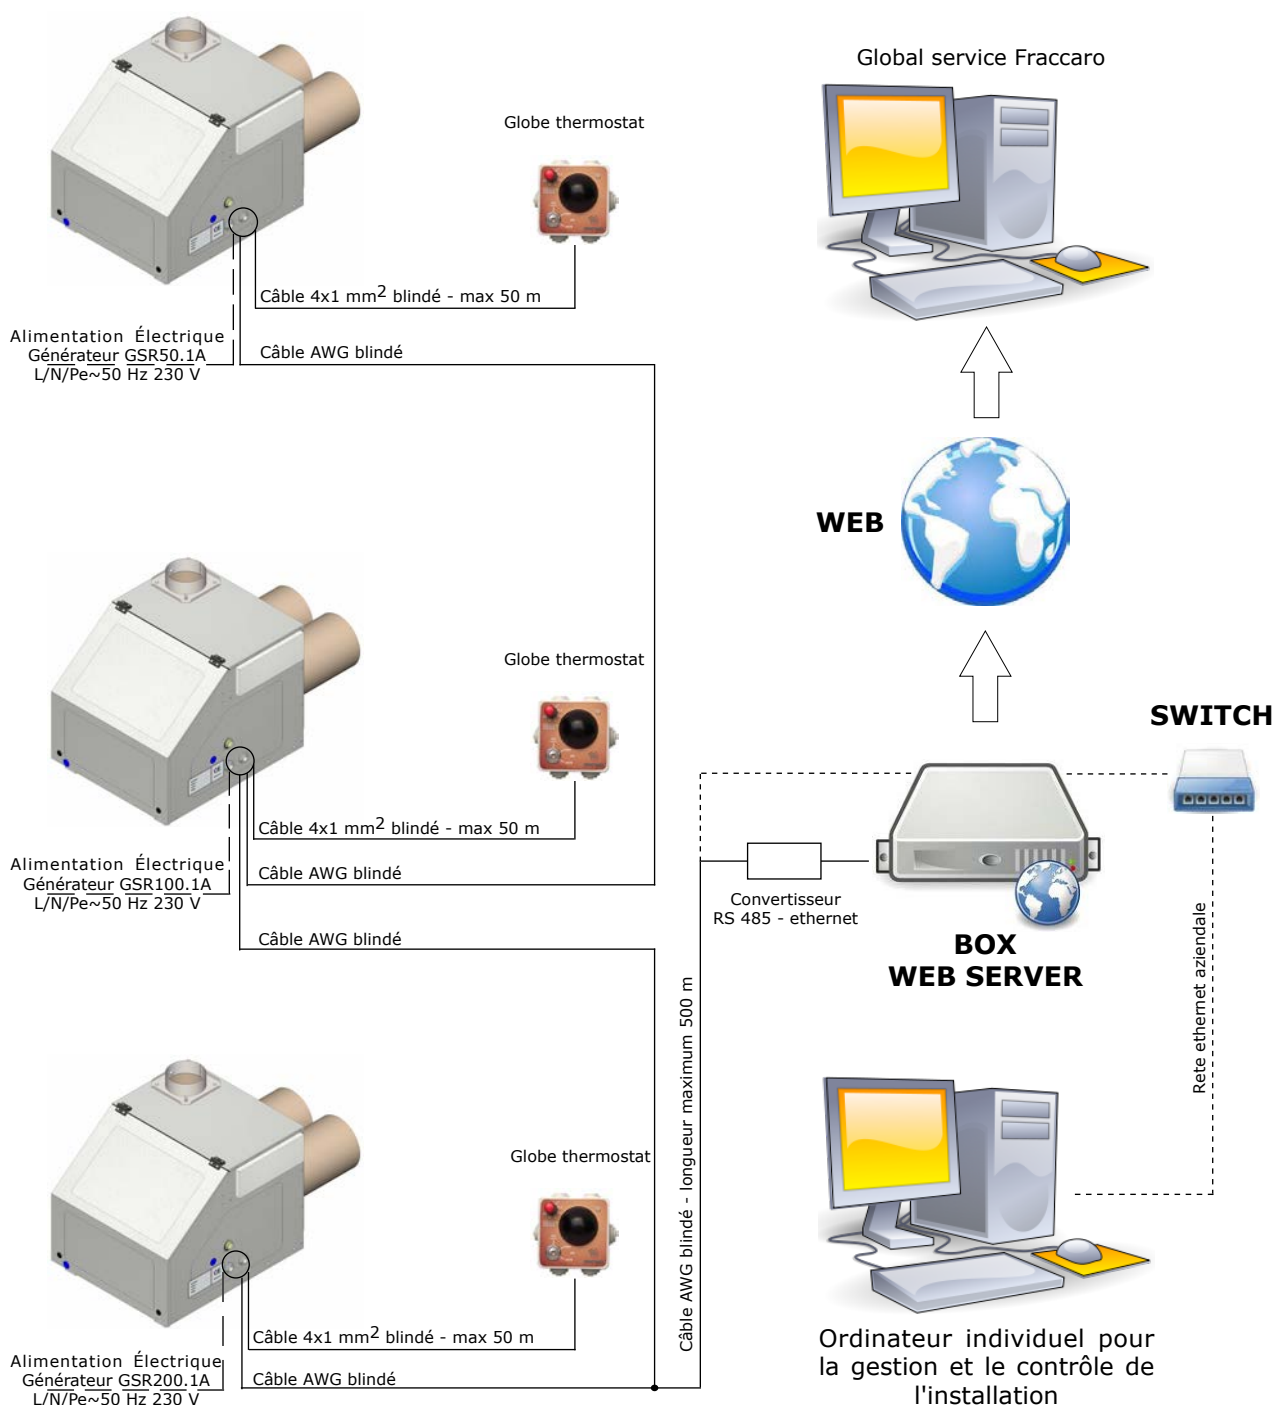 Global service Fraccaro
Globe thermostat
Câble 4x1 mm² blindé - max 50 m
Alimentation Électrique
Générateur GSR50.1A
L/N/Pe~50 Hz 230 V
Câble AWG blindé
WEB
Globe thermostat
SWITCH
Câble 4x1 mm² blindé - max 50 m
Alimentation Électrique
Générateur GSR100.1A
L/N/Pe~50 Hz 230 V
Câble AWG blindé
Convertisseur
RS 485 - ethernet
Câble AWG blindé
BOX
WEB SERVER
Câble AWG blindé - longueur maximum 500 m
Rete ethernet aziendale
Globe thermostat
Câble 4x1 mm² blindé - max 50 m
Alimentation Électrique
Générateur GSR200.1A
L/N/Pe~50 Hz 230 V
Câble AWG blindé
Ordinateur individuel pour
la gestion et le contrôle de
l'installation